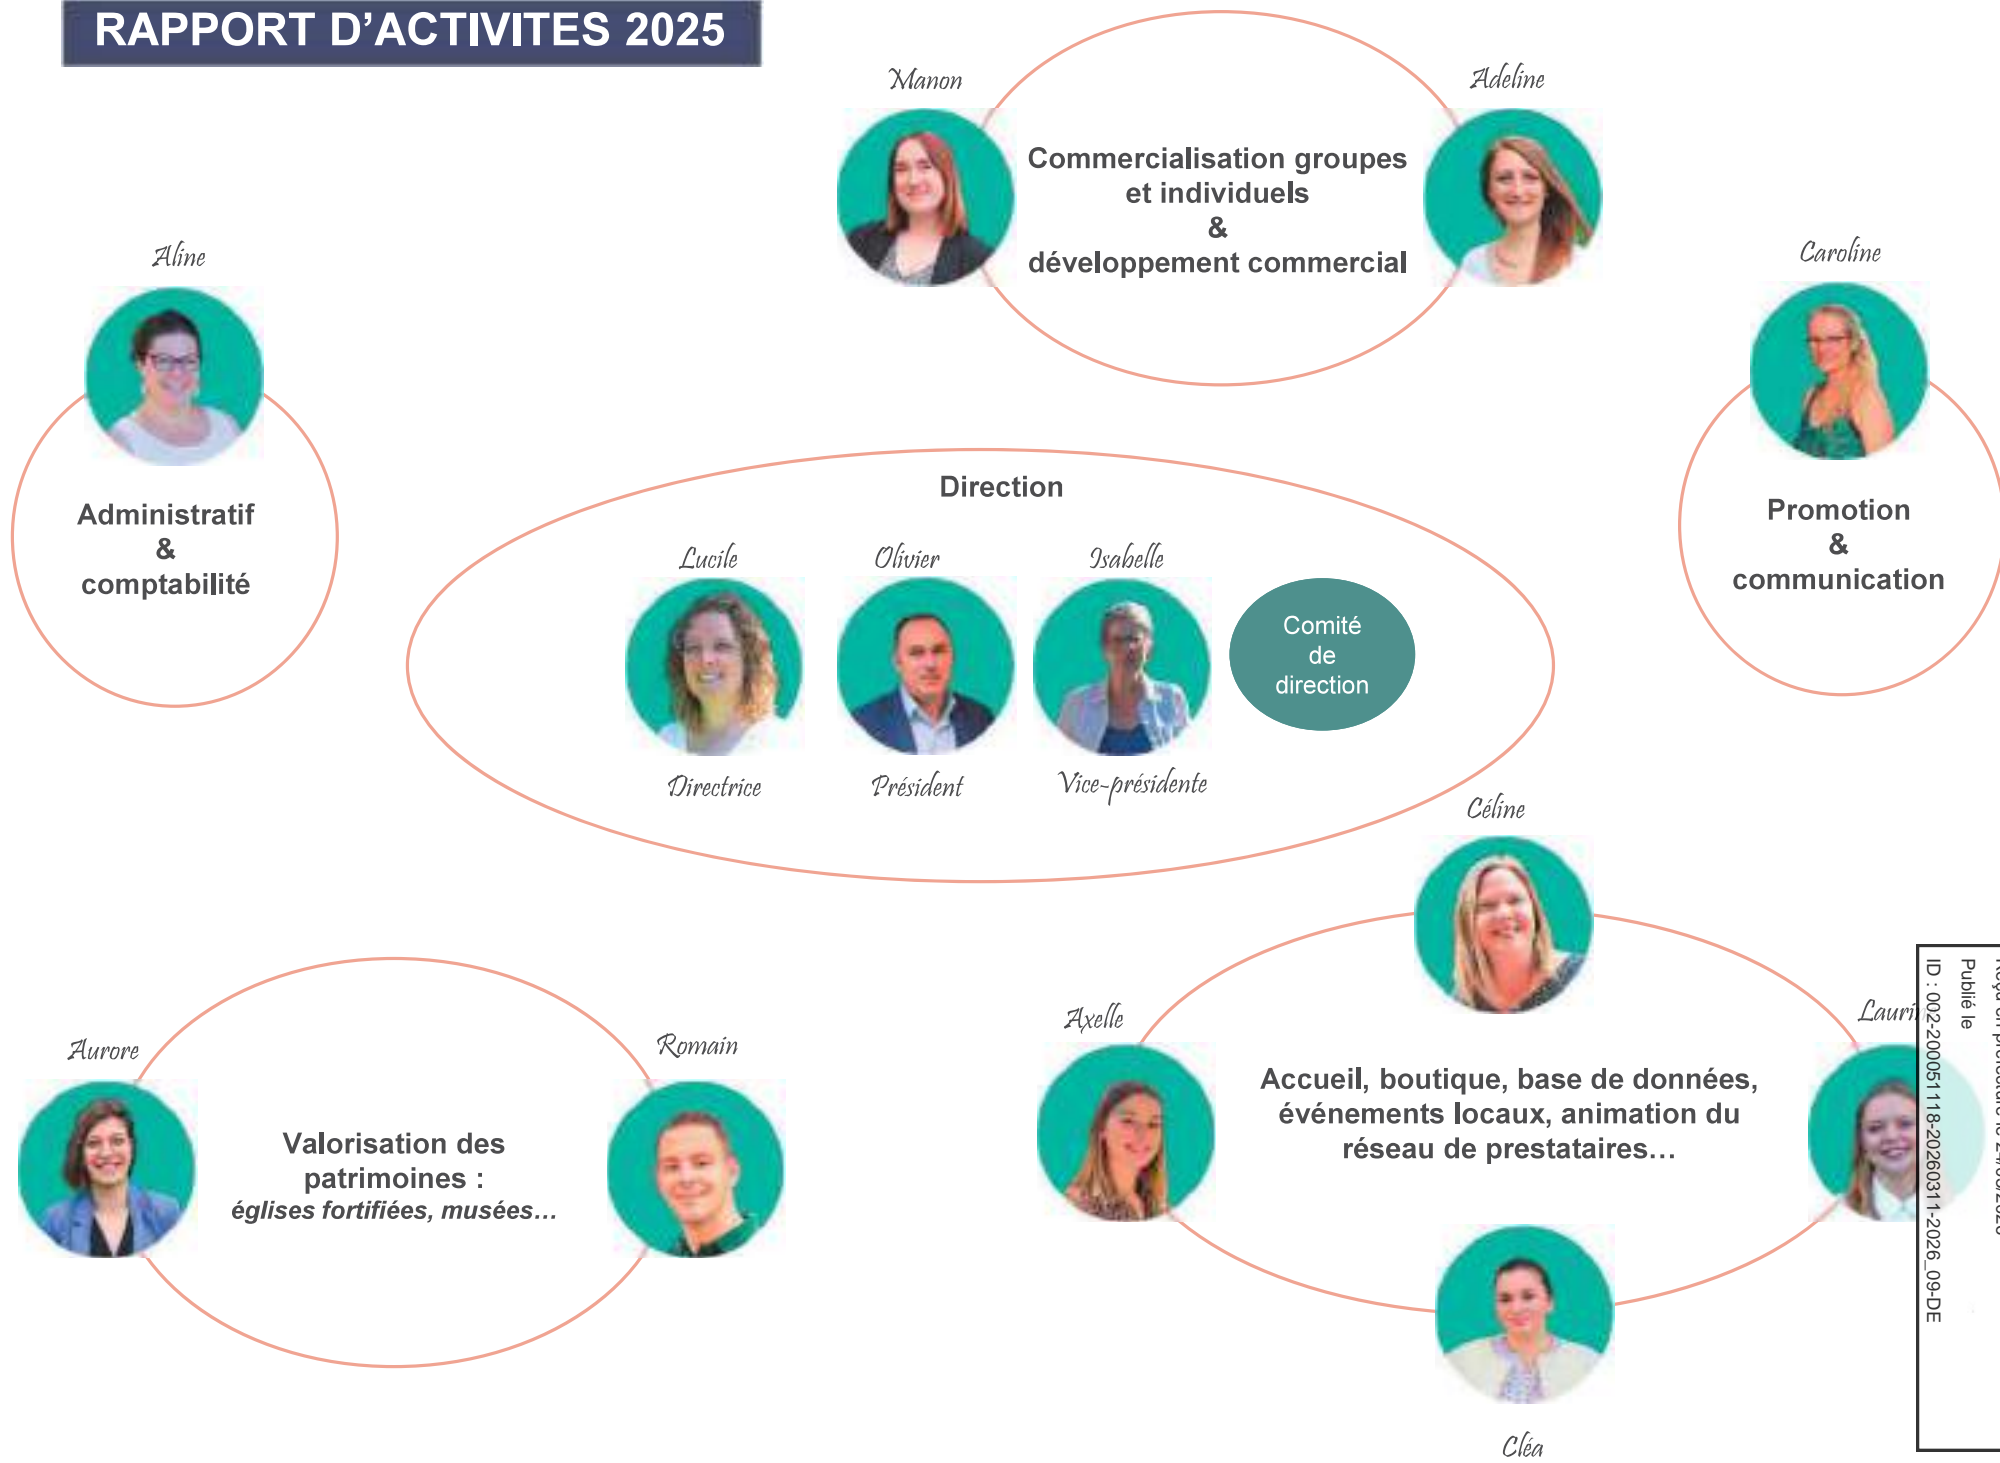 RAPPORT D'ACTIVITES 2025
Manon
Adeline
Commercialisation groupes
et individuels
&
développement commercial
Aline
Administratif
&
comptabilité
Caroline
Promotion
&
communication
Direction
Lucile
Olivier
Isabelle
Directrice
Président
Vice-présidente
Comité
de
direction
Aurore
Romain
Valorisation des
patrimoines :
églises fortifiées, musées…
Céline
Axelle
Accueil, boutique, base de données,
événements locaux, animation du
réseau de prestataires…
Cléa
Publié le
ID : 002-200051118-20260311-2026_09-DE